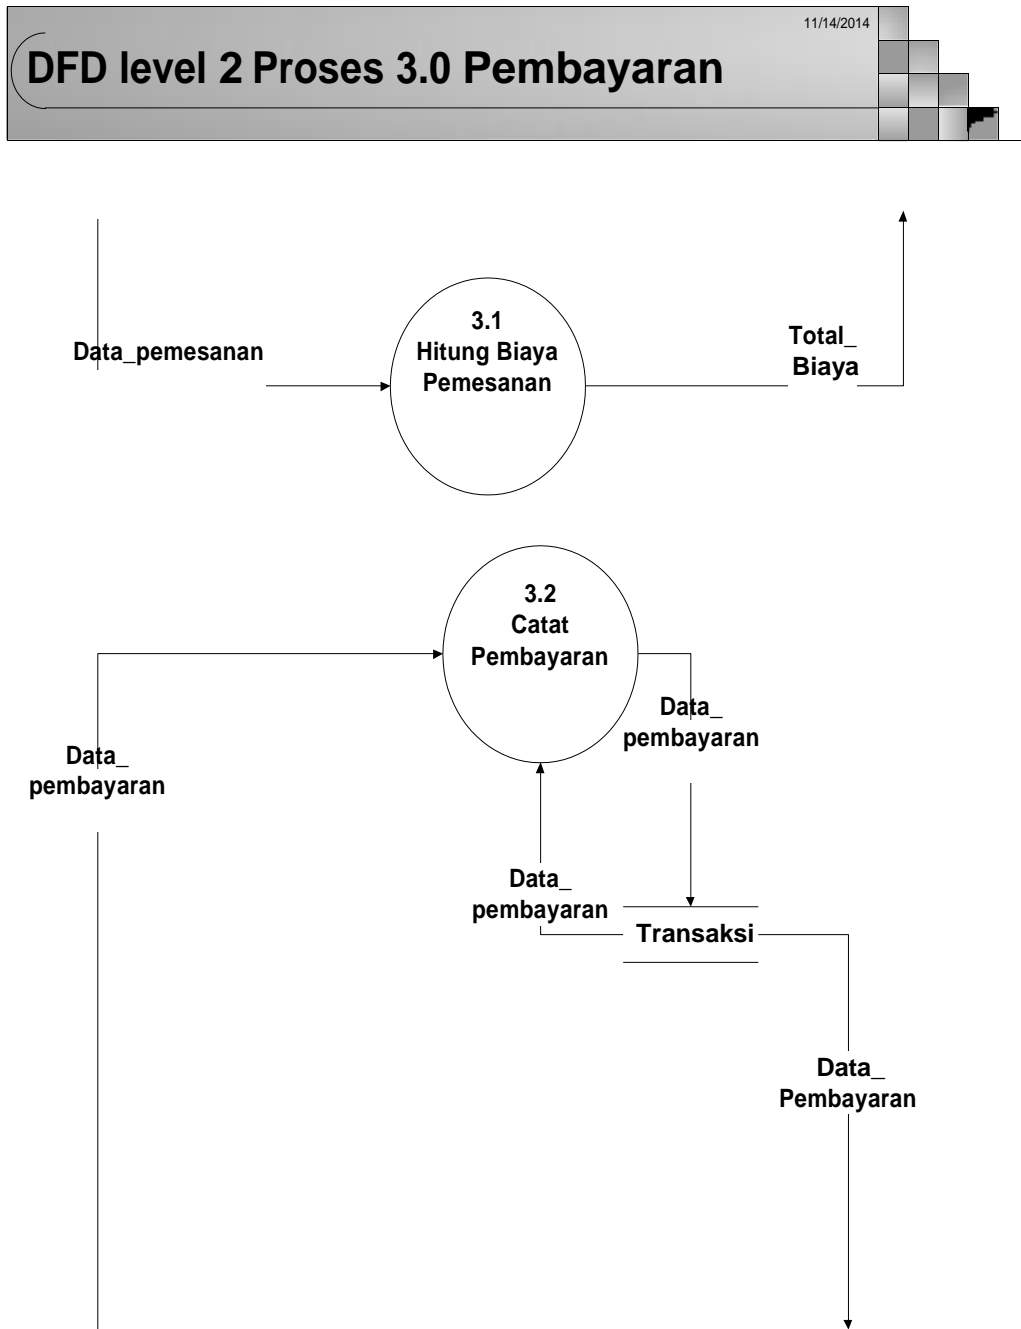 11/14/2014
DFD level 2 Proses 3.0 Pembayaran
Data_pemesanan
3.1
Hitung Biaya
Pemesanan
Total_
Biaya
3.2
Catat
Pembayaran
Data_
pembayaran
Data_
pembayaran
Data_
pembayaran
Transaksi
Data_
Pembayaran